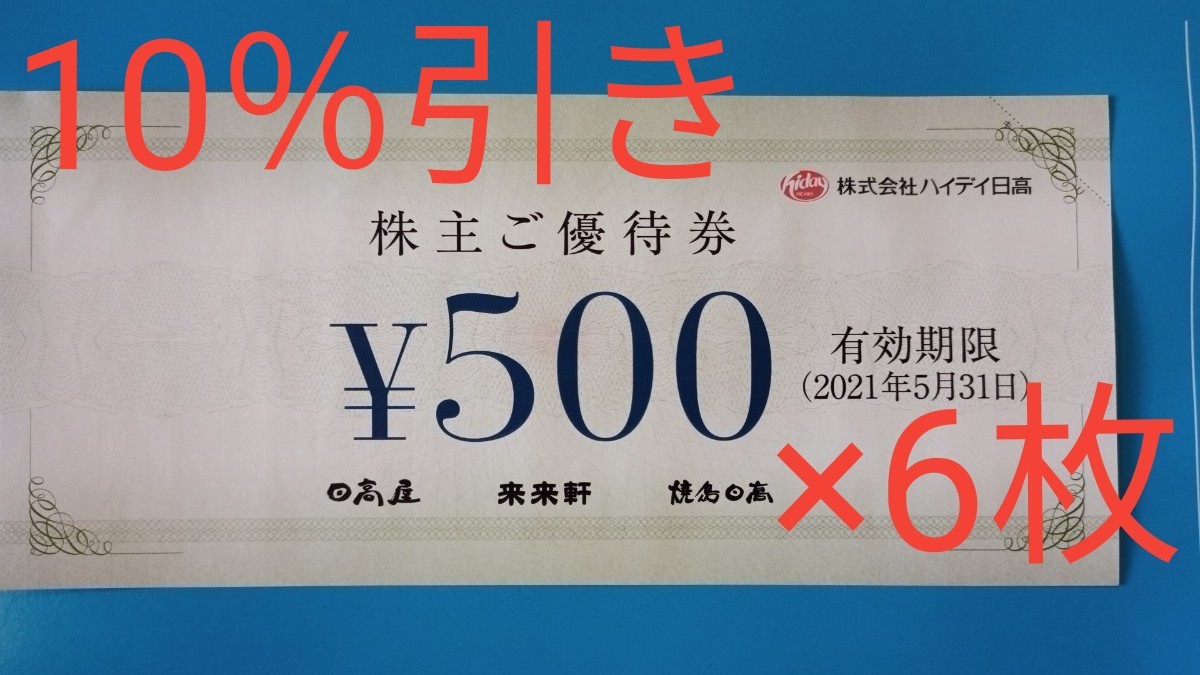 10%引き
hiday
株式会社ハイデイ日高
株主ご優待券
¥500
有効期限
(2021年5月31日)
×6枚
日高屋 来来軒 焼鳥日高